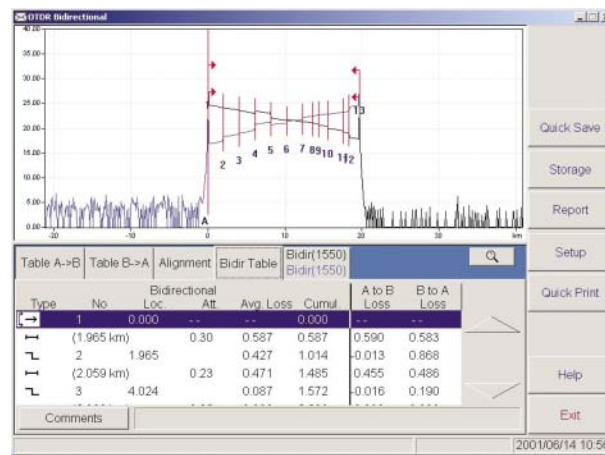 OTDR Bidirectional
40.00
35.00
30.00
25.00
20.00
15.00
10.00
5.00
0.00
-20 -10 0 10 20 30 km
A
2 3 4 5 6 7 8 9 10 11 12
13
Quick Save
Storage
Report
Setup
Quick Print
Help
Exit
Table A->B Table B->A Alignment Bidir Table Bidir(1550)
Bidir(1550)
Bidirectional A to B B to A
Type No Loc. Att. Avg. Loss Cumul. Loss Loss
1 0.000 -- -- 0.000 -- --
(1.965 km) 0.30 0.587 0.587 0.590 0.583
2 1.965 0.427 1.014 -0.013 0.868
(2.059 km) 0.23 0.471 1.485 0.455 0.486
3 4.024 0.087 1.572 -0.016 0.190
Comments
2001/06/14 10:56